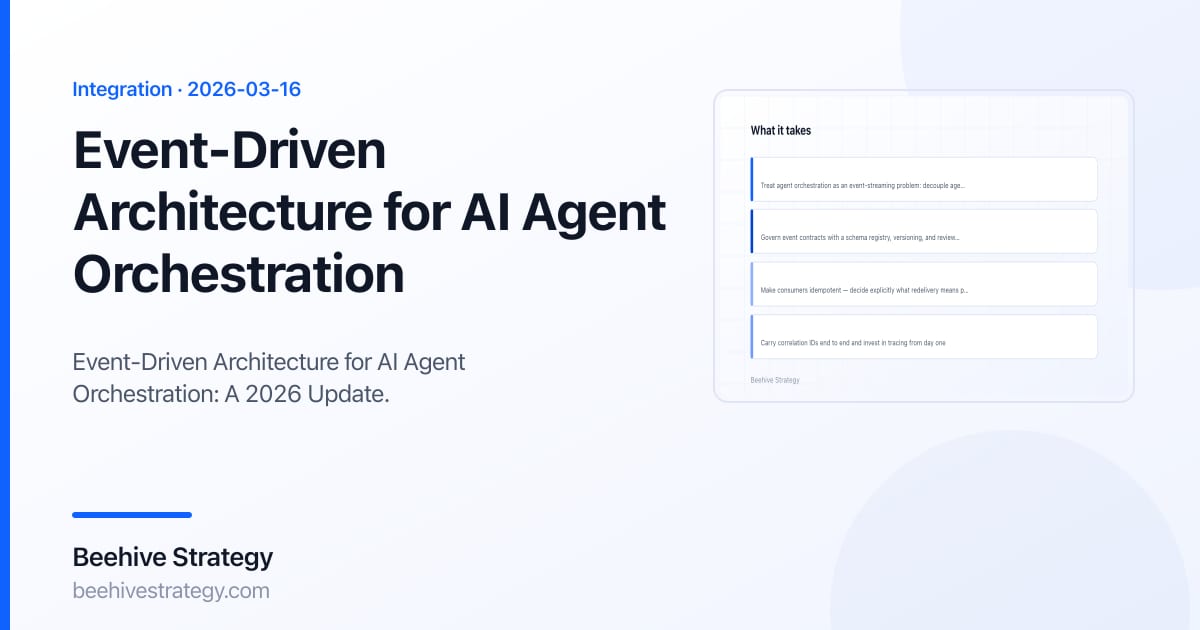 Integration · 2026-03-16
Event-Driven
Architecture for AI Agent
Orchestration
Event-Driven Architecture for AI Agent
Orchestration: A 2026 Update.
Beehive Strategy
beehivestrategy.com
What it takes
Treat agent orchestration as an event-streaming problem: decouple age...
Govern event contracts with a schema registry, versioning, and review...
Make consumers idempotent — decide explicitly what redelivery means p...
Carry correlation IDs end to end and invest in tracing from day one
Beehive Strategy